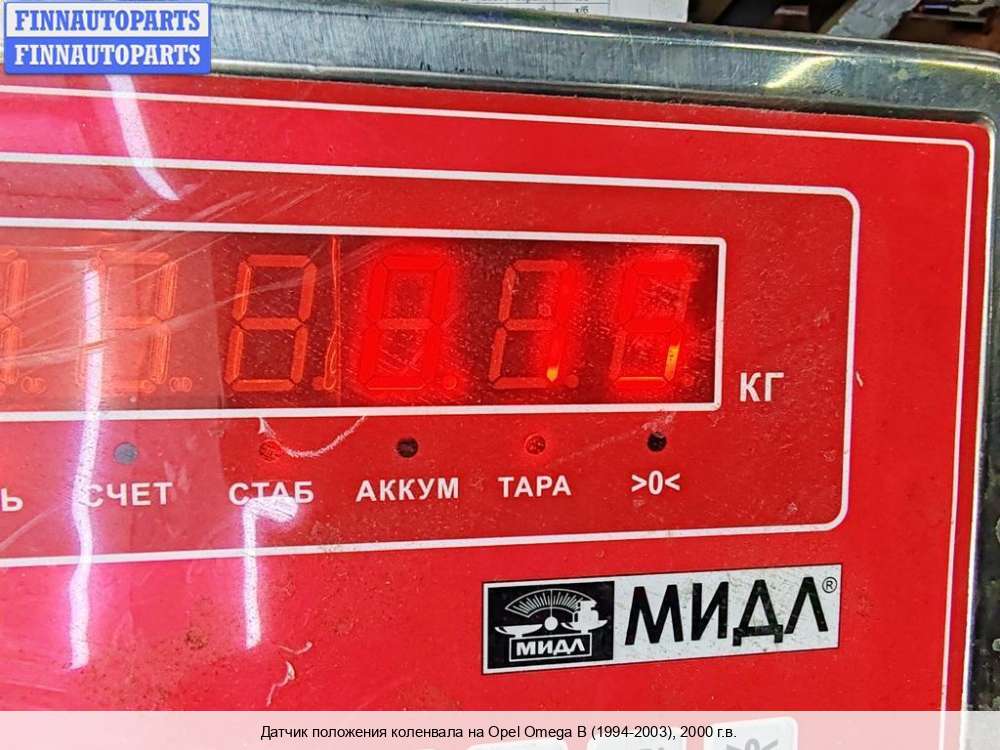 FINNAUTOPARTS
FINNAUTOPARTS
КГ
Ь СЧЕТ СТАБ АККУМ ТАРА >0<
МИДЛ МИДЛ®
>0<
Датчик положения коленвала на Opel Omega B (1994-2003), 2000 г.в.